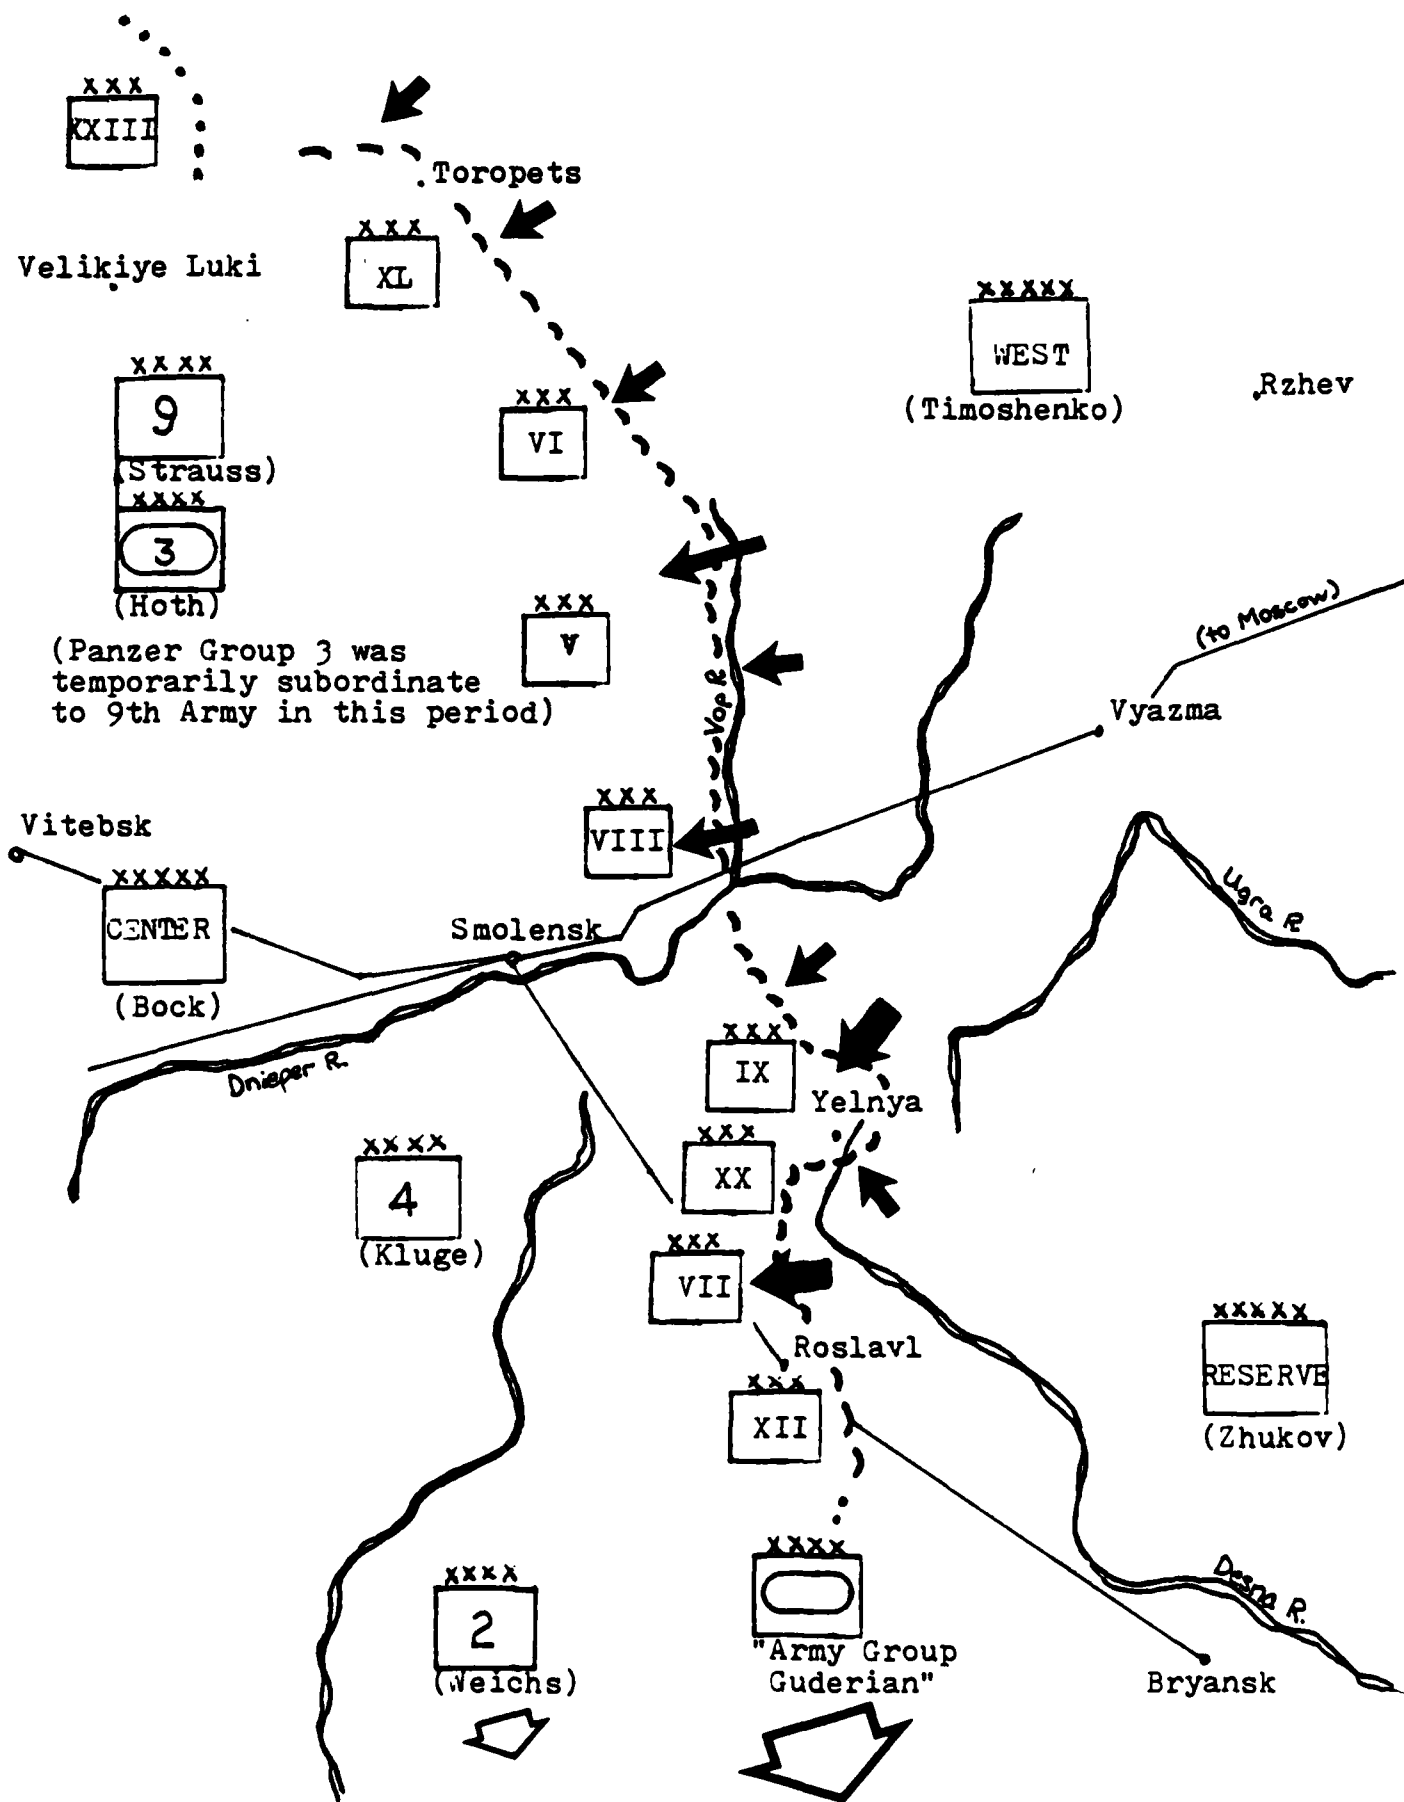 XXX
XXIII
Toropets
XXX
XL
Velikiye Luki
XXXXX
WEST
(Timoshenko)
Rzhev
XXXX
9
(Strauss)
XXXX
3
(Hoth)
(Panzer Group 3 was
temporarily subordinate
to 9th Army in this period)
XXX
VI
XXX
V
Vop R
(to Moscow)
Vyazma
XXX
VIII
Vitebsk
XXXXX
CENTER
(Bock)
Smolensk
Ugra R
Dnieper R.
XXX
IX
Yelnya
XXXX
4
(Kluge)
XXX
XX
XXX
VII
Roslavl
XXX
XII
XXXXX
RESERVE
(Zhukov)
XXXX
2
(Weichs)
XXXX
"Army Group
Guderian"
Desna R.
Bryansk